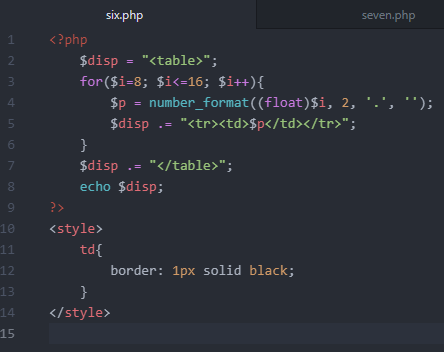 six.php seven.php
1 <?php
2     $disp = "<table>";
3     for($i=8; $i<=16; $i++){
4         $p = number_format((float)$i, 2, '.', '');
5         $disp .= "<tr><td>$p</td></tr>";
6     }
7     $disp .= "</table>";
8     echo $disp;
9 ?>
10 <style>
11     td{
12         border: 1px solid black;
13     }
14 </style>
15